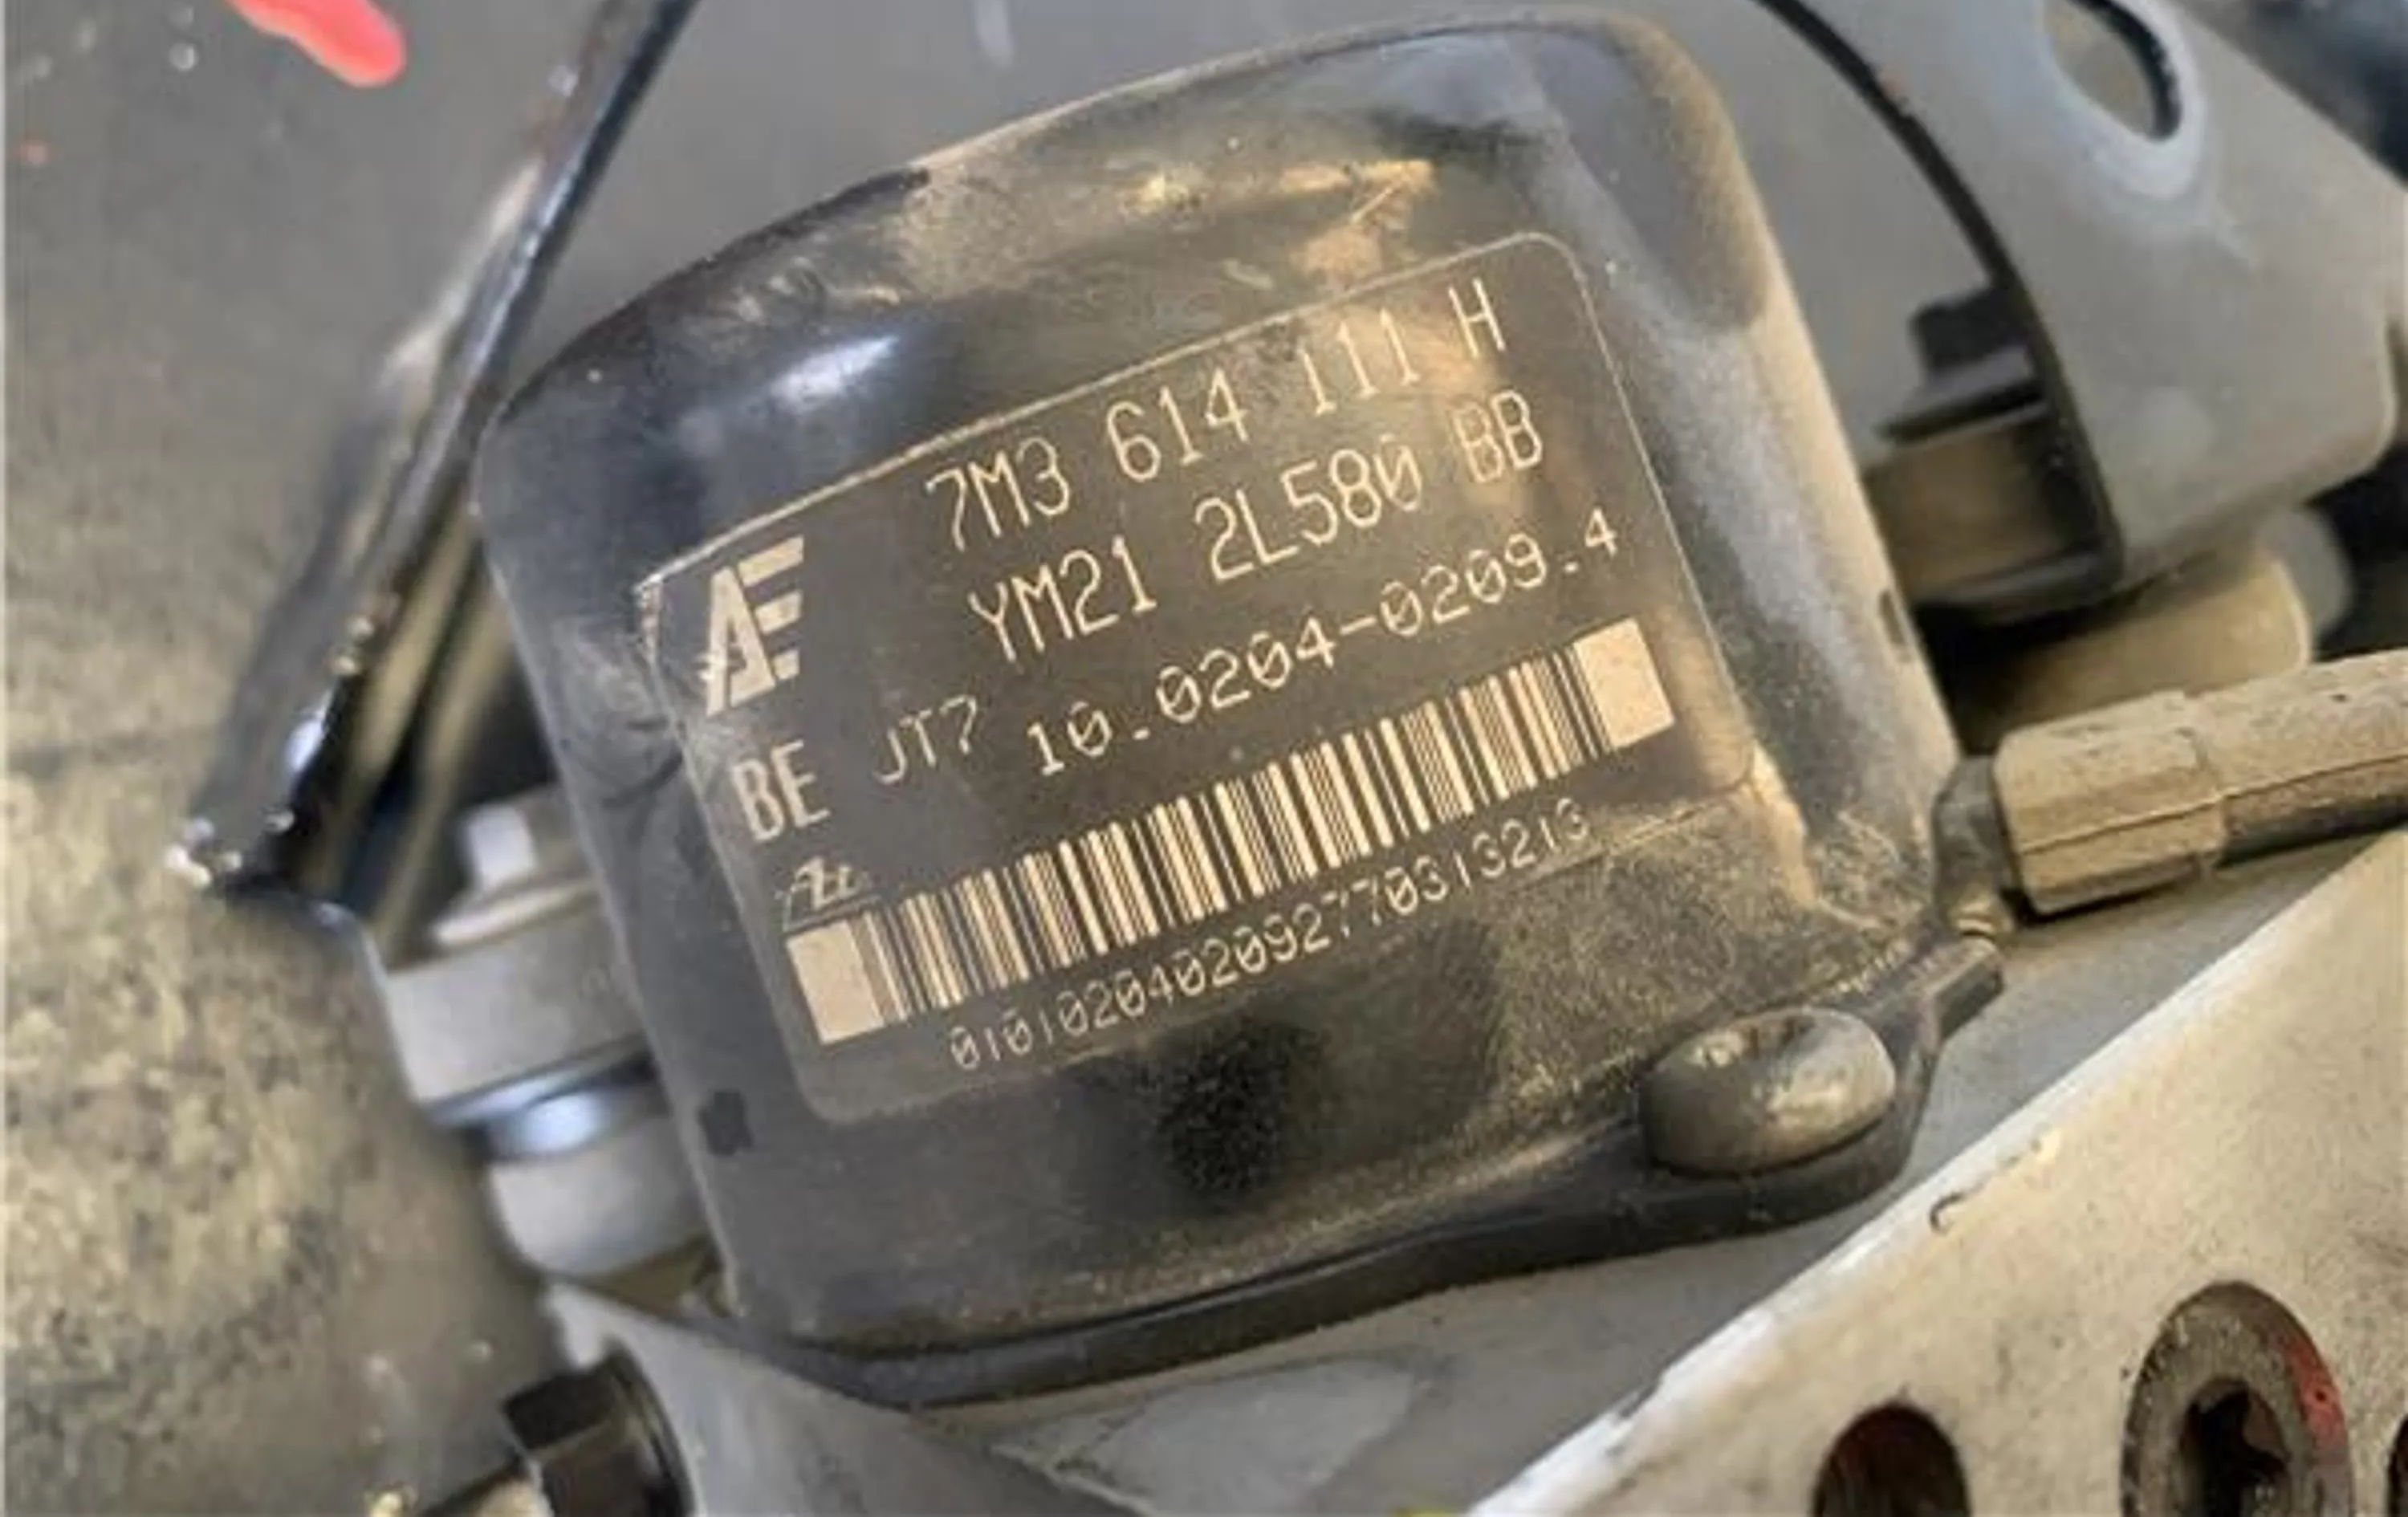 7M3 614 111 H
YM21 2L580 BB
AE
JT7 10.0204-0209.4
BE
0101020402092770313213